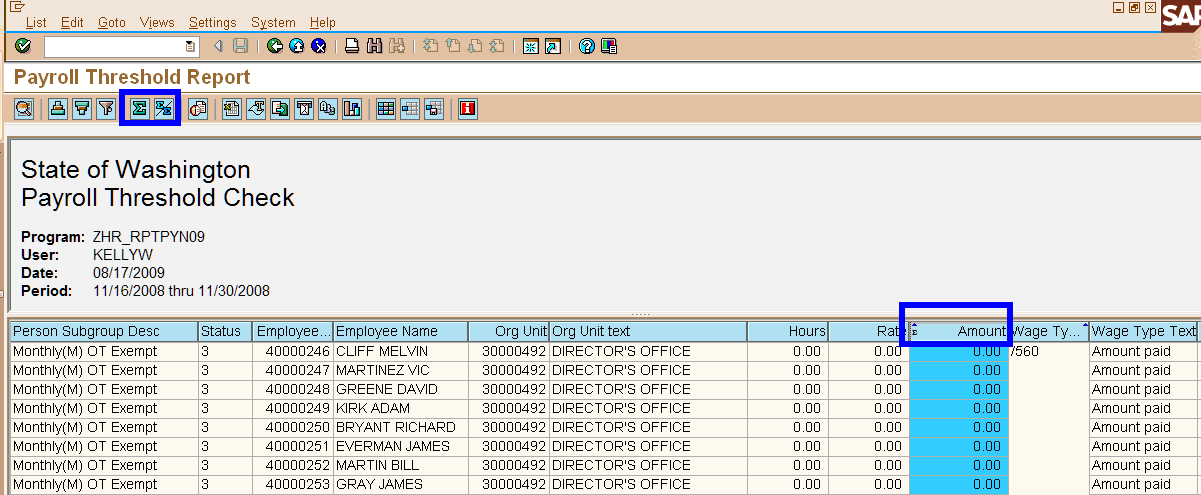 List Edit Goto Views Settings System Help
SAP
Payroll Threshold Report
State of Washington
Payroll Threshold Check
Program: ZHR_RPTPYN09
User: KELLYW
Date: 08/17/2009
Period: 11/16/2008 thru 11/30/2008
Person Subgroup Desc Status Employee... Employee Name Org Unit Org Unit text Hours Rate Σ Amount Wage Ty... Wage Type Text
Monthly(M) OT Exempt 3 40000246 CLIFF MELVIN 30000492 DIRECTOR'S OFFICE 0.00 0.00 0.00 /560 Amount paid
Monthly(M) OT Exempt 3 40000247 MARTINEZ VIC 30000492 DIRECTOR'S OFFICE 0.00 0.00 0.00 Amount paid
Monthly(M) OT Exempt 3 40000248 GREENE DAVID 30000492 DIRECTOR'S OFFICE 0.00 0.00 0.00 Amount paid
Monthly(M) OT Exempt 3 40000249 KIRK ADAM 30000492 DIRECTOR'S OFFICE 0.00 0.00 0.00 Amount paid
Monthly(M) OT Exempt 3 40000250 BRYANT RICHARD 30000492 DIRECTOR'S OFFICE 0.00 0.00 0.00 Amount paid
Monthly(M) OT Exempt 3 40000251 EVERMAN JAMES 30000492 DIRECTOR'S OFFICE 0.00 0.00 0.00 Amount paid
Monthly(M) OT Exempt 3 40000252 MARTIN BILL 30000492 DIRECTOR'S OFFICE 0.00 0.00 0.00 Amount paid
Monthly(M) OT Exempt 3 40000253 GRAY JAMES 30000492 DIRECTOR'S OFFICE 0.00 0.00 0.00 Amount paid